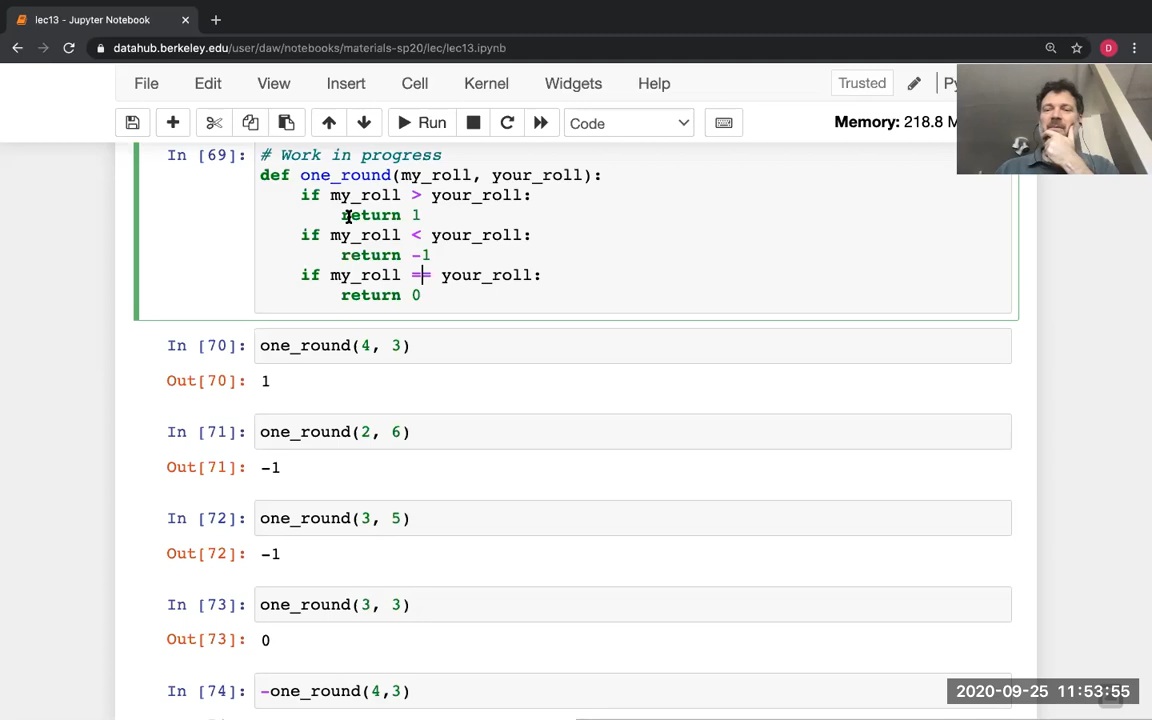 lec13 - Jupyter Notebook
datahub.berkeley.edu/user/daw/notebooks/materials-sp20/lec/lec13.ipynb
D
File Edit View Insert Cell Kernel Widgets Help Trusted Py
Run Code Memory: 218.8 M
In [69]: # Work in progress
def one_round(my_roll, your_roll):
if my_roll > your_roll:
return 1
if my_roll < your_roll:
return -1
if my_roll == your_roll:
return 0
In [70]: one_round(4, 3)
Out[70]: 1
In [71]: one_round(2, 6)
Out[71]: -1
In [72]: one_round(3, 5)
Out[72]: -1
In [73]: one_round(3, 3)
Out[73]: 0
In [74]: -one_round(4,3)
2020-09-25 11:53:55